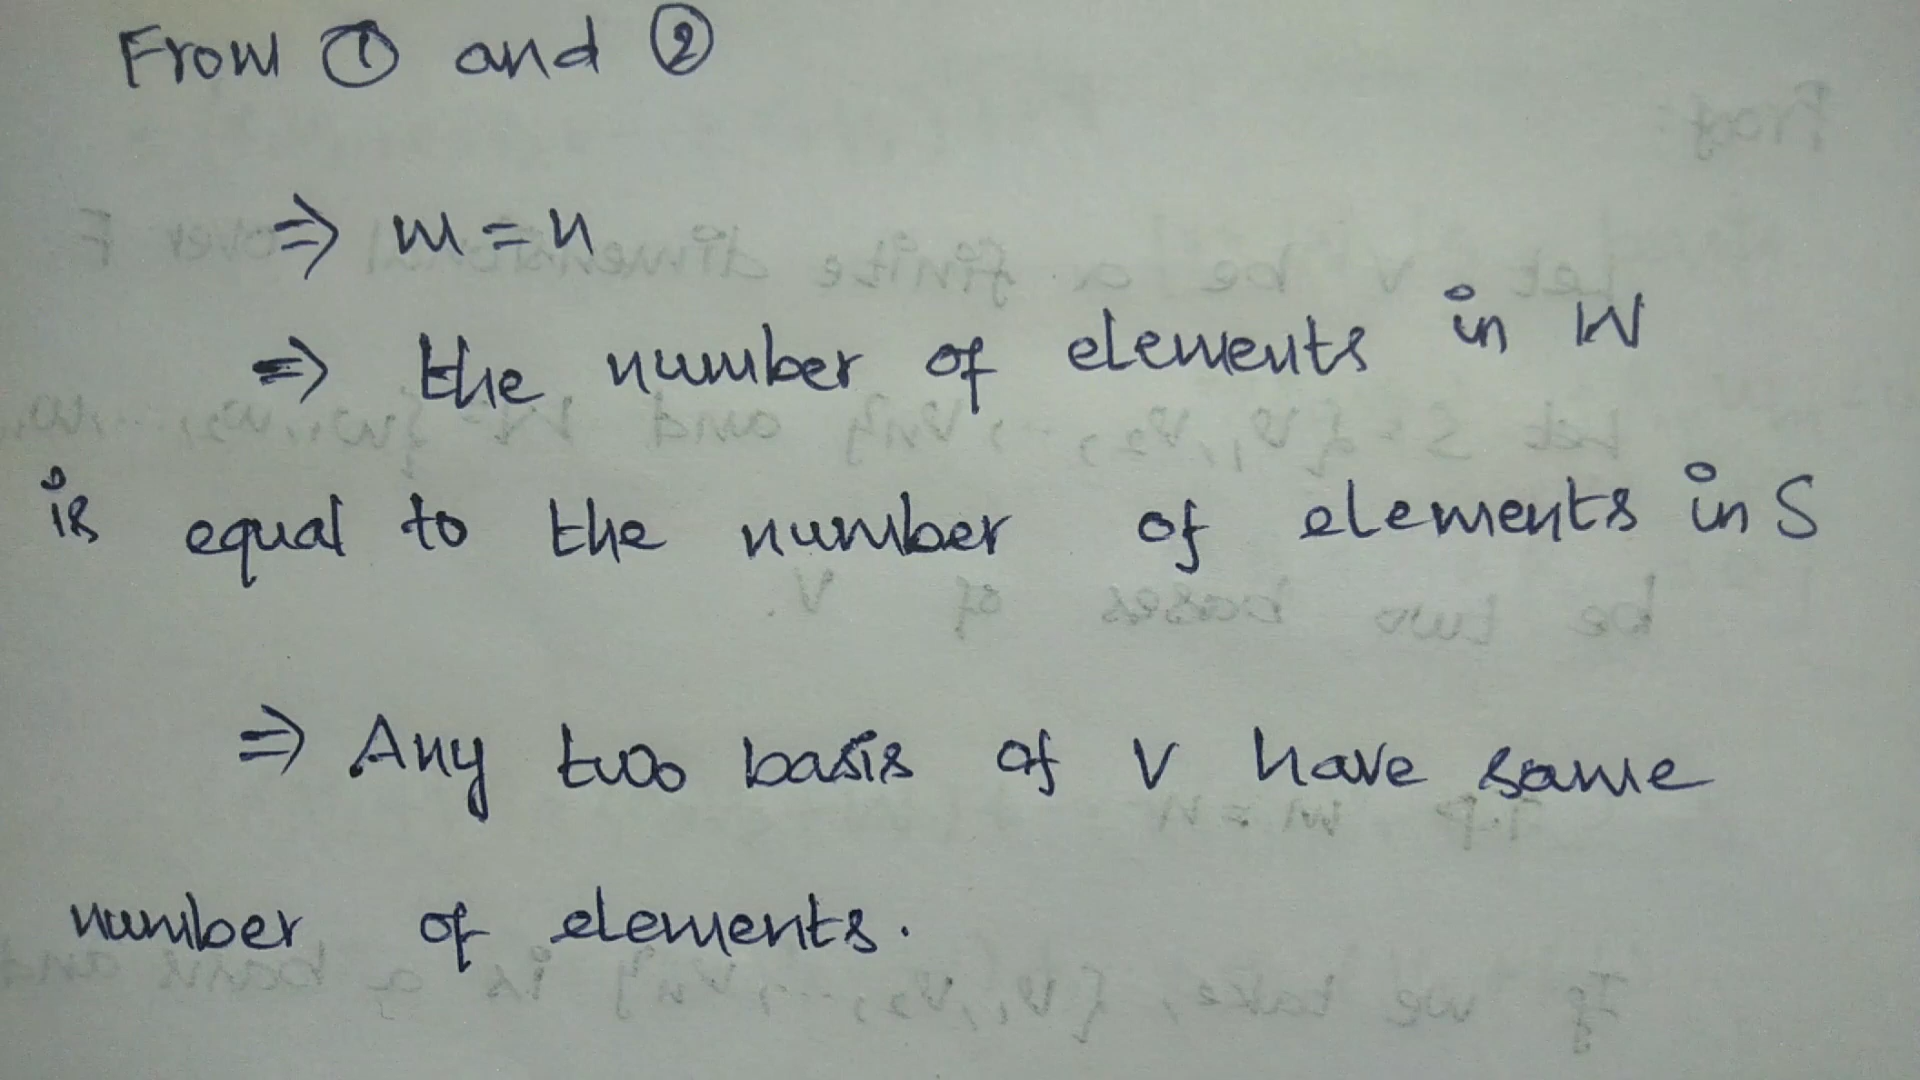 From ① and ②
⇒ m = n
⇒ the number of elements in W
is equal to the number of elements in S
⇒ Any two basis of V have same
number of elements.